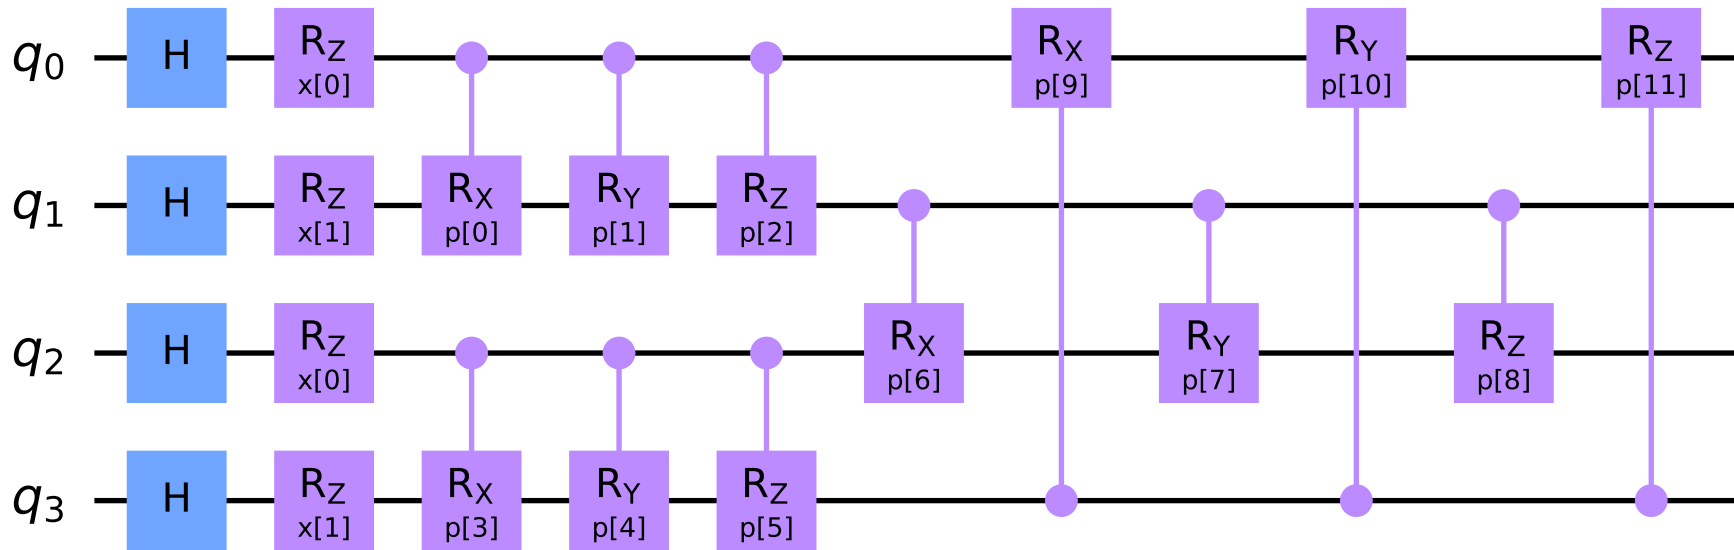 q0 H RZ RX RY RZ
x[0] p[9] p[10] p[11]
q1 H RZ RX RY RZ
x[1] p[0] p[1] p[2]
q2 H RZ RX RY RZ
x[0] p[6] p[7] p[8]
q3 H RZ RX RY RZ
x[1] p[3] p[4] p[5]